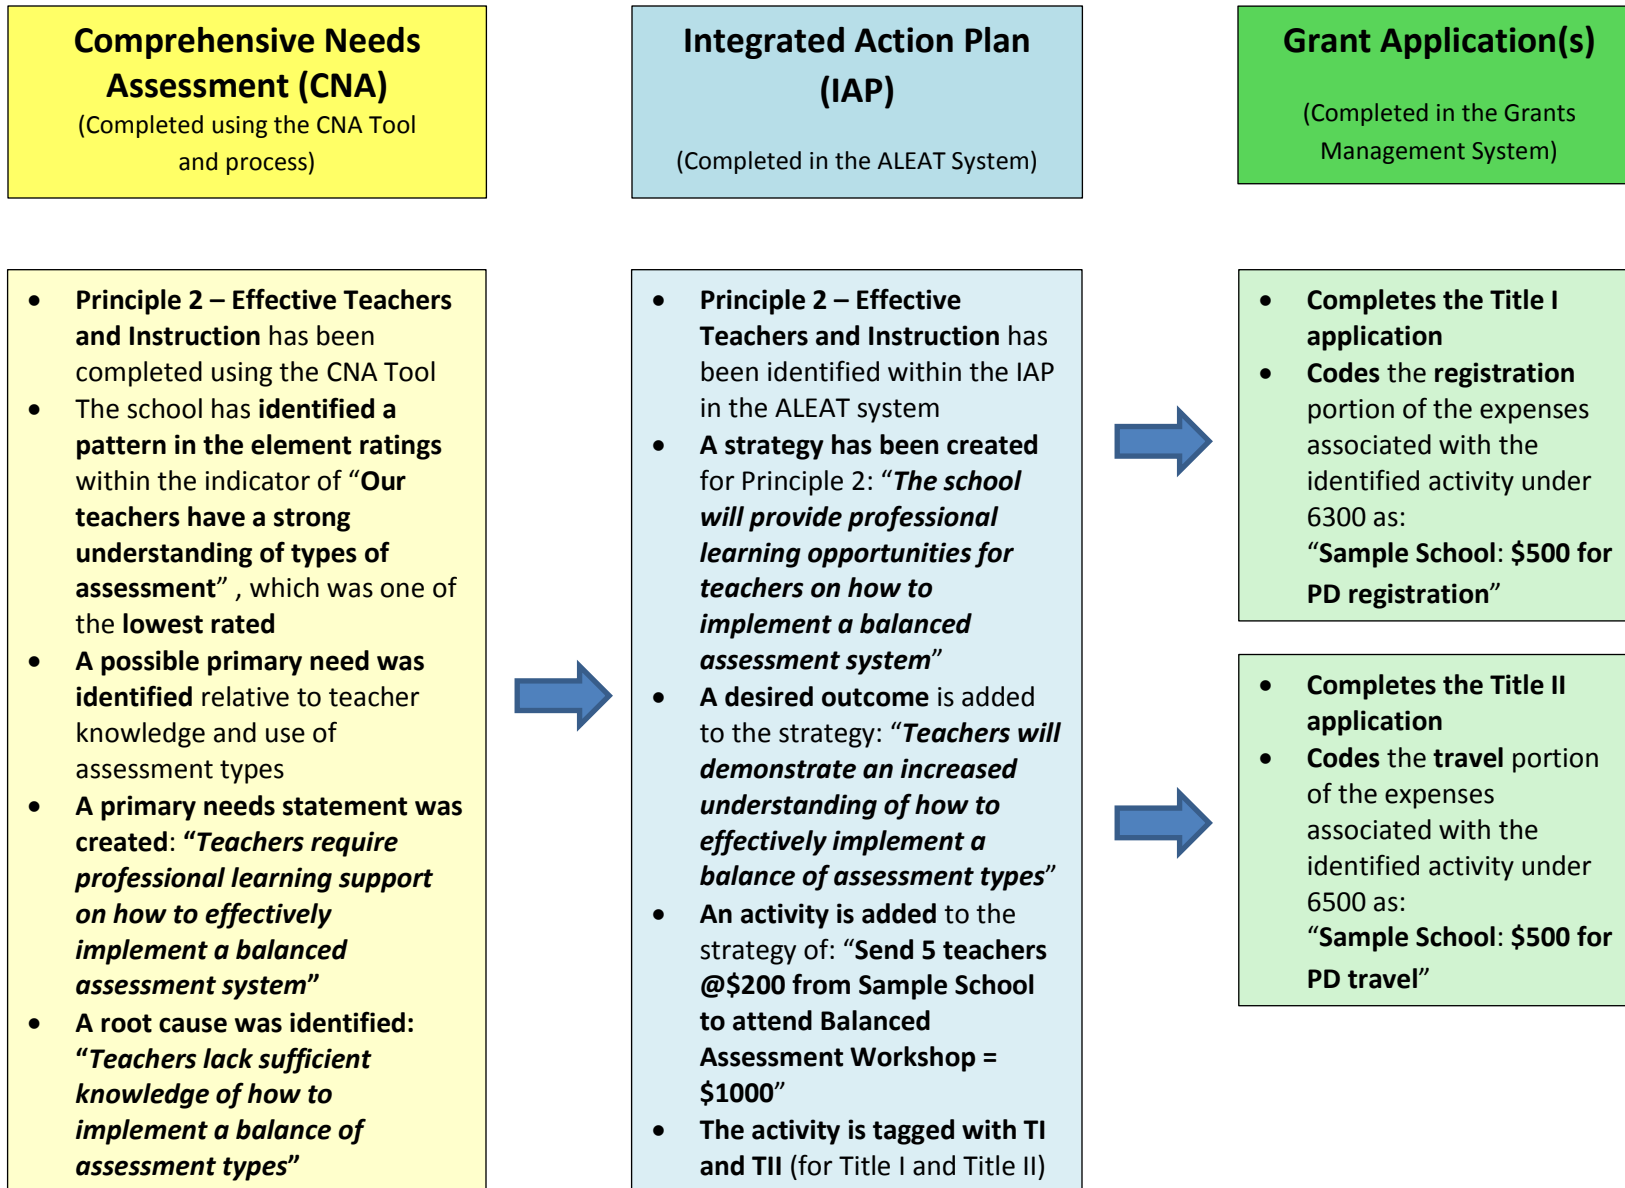 Comprehensive Needs
Assessment (CNA)
(Completed using the CNA Tool
and process)
Integrated Action Plan
(IAP)
(Completed in the ALEAT System)
Grant Application(s)
(Completed in the Grants
Management System)
• Principle 2 – Effective Teachers
and Instruction has been
completed using the CNA Tool
• The school has identified a
pattern in the element ratings
within the indicator of “Our
teachers have a strong
understanding of types of
assessment” , which was one of
the lowest rated
• A possible primary need was
identified relative to teacher
knowledge and use of
assessment types
• A primary needs statement was
created: “Teachers require
professional learning support
on how to effectively
implement a balanced
assessment system”
• A root cause was identified:
“Teachers lack sufficient
knowledge of how to
implement a balance of
assessment types”
• Principle 2 – Effective
Teachers and Instruction has
been identified within the IAP
in the ALEAT system
• A strategy has been created
for Principle 2: “The school
will provide professional
learning opportunities for
teachers on how to
implement a balanced
assessment system”
• A desired outcome is added
to the strategy: “Teachers will
demonstrate an increased
understanding of how to
effectively implement a
balance of assessment types”
• An activity is added to the
strategy of: “Send 5 teachers
@$200 from Sample School
to attend Balanced
Assessment Workshop =
$1000”
• The activity is tagged with TI
and TII (for Title I and Title II)
• Completes the Title I
application
• Codes the registration
portion of the expenses
associated with the
identified activity under
6300 as:
“Sample School: $500 for
PD registration”
• Completes the Title II
application
• Codes the travel portion
of the expenses
associated with the
identified activity under
6500 as:
“Sample School: $500 for
PD travel”